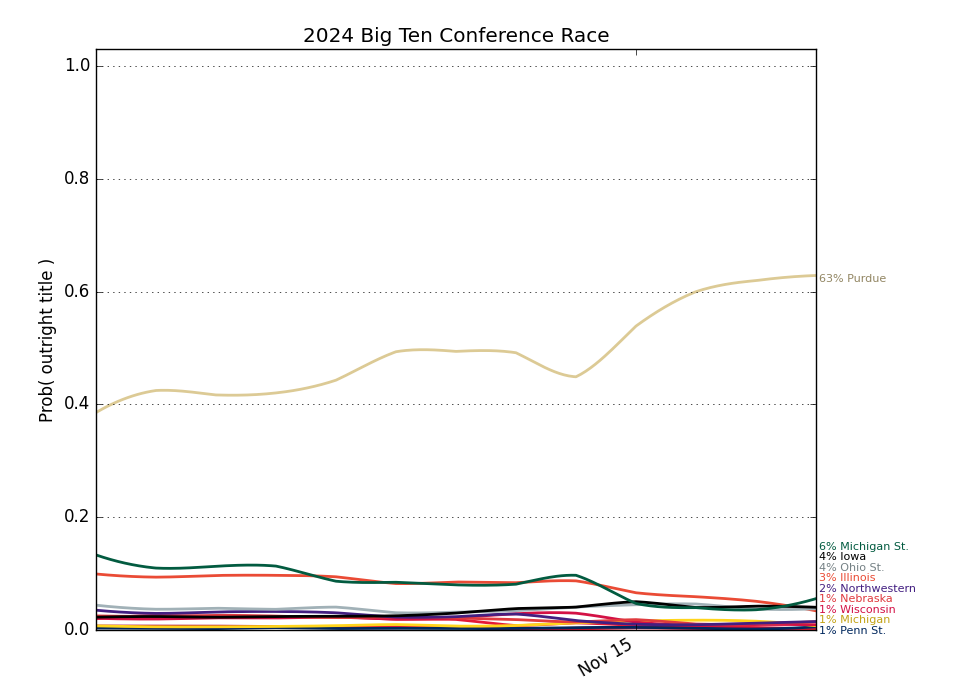 2024 Big Ten Conference Race
1.0
0.8
0.6
0.4
0.2
0.0
Prob( outright title )
Nov 15
63% Purdue
6% Michigan St.
4% Iowa
4% Ohio St.
3% Illinois
2% Northwestern
1% Nebraska
1% Wisconsin
1% Michigan
1% Penn St.